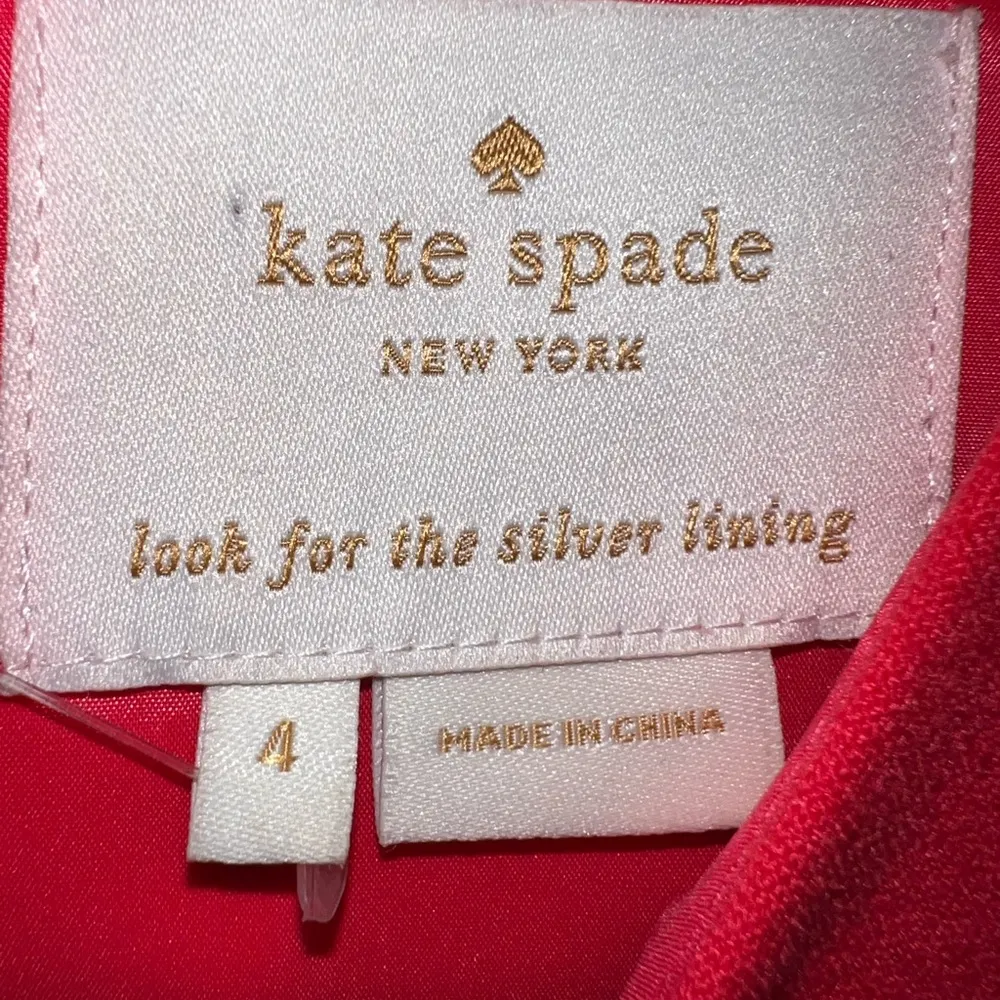 kate spade
NEW YORK
look for the silver lining
4
MADE IN CHINA